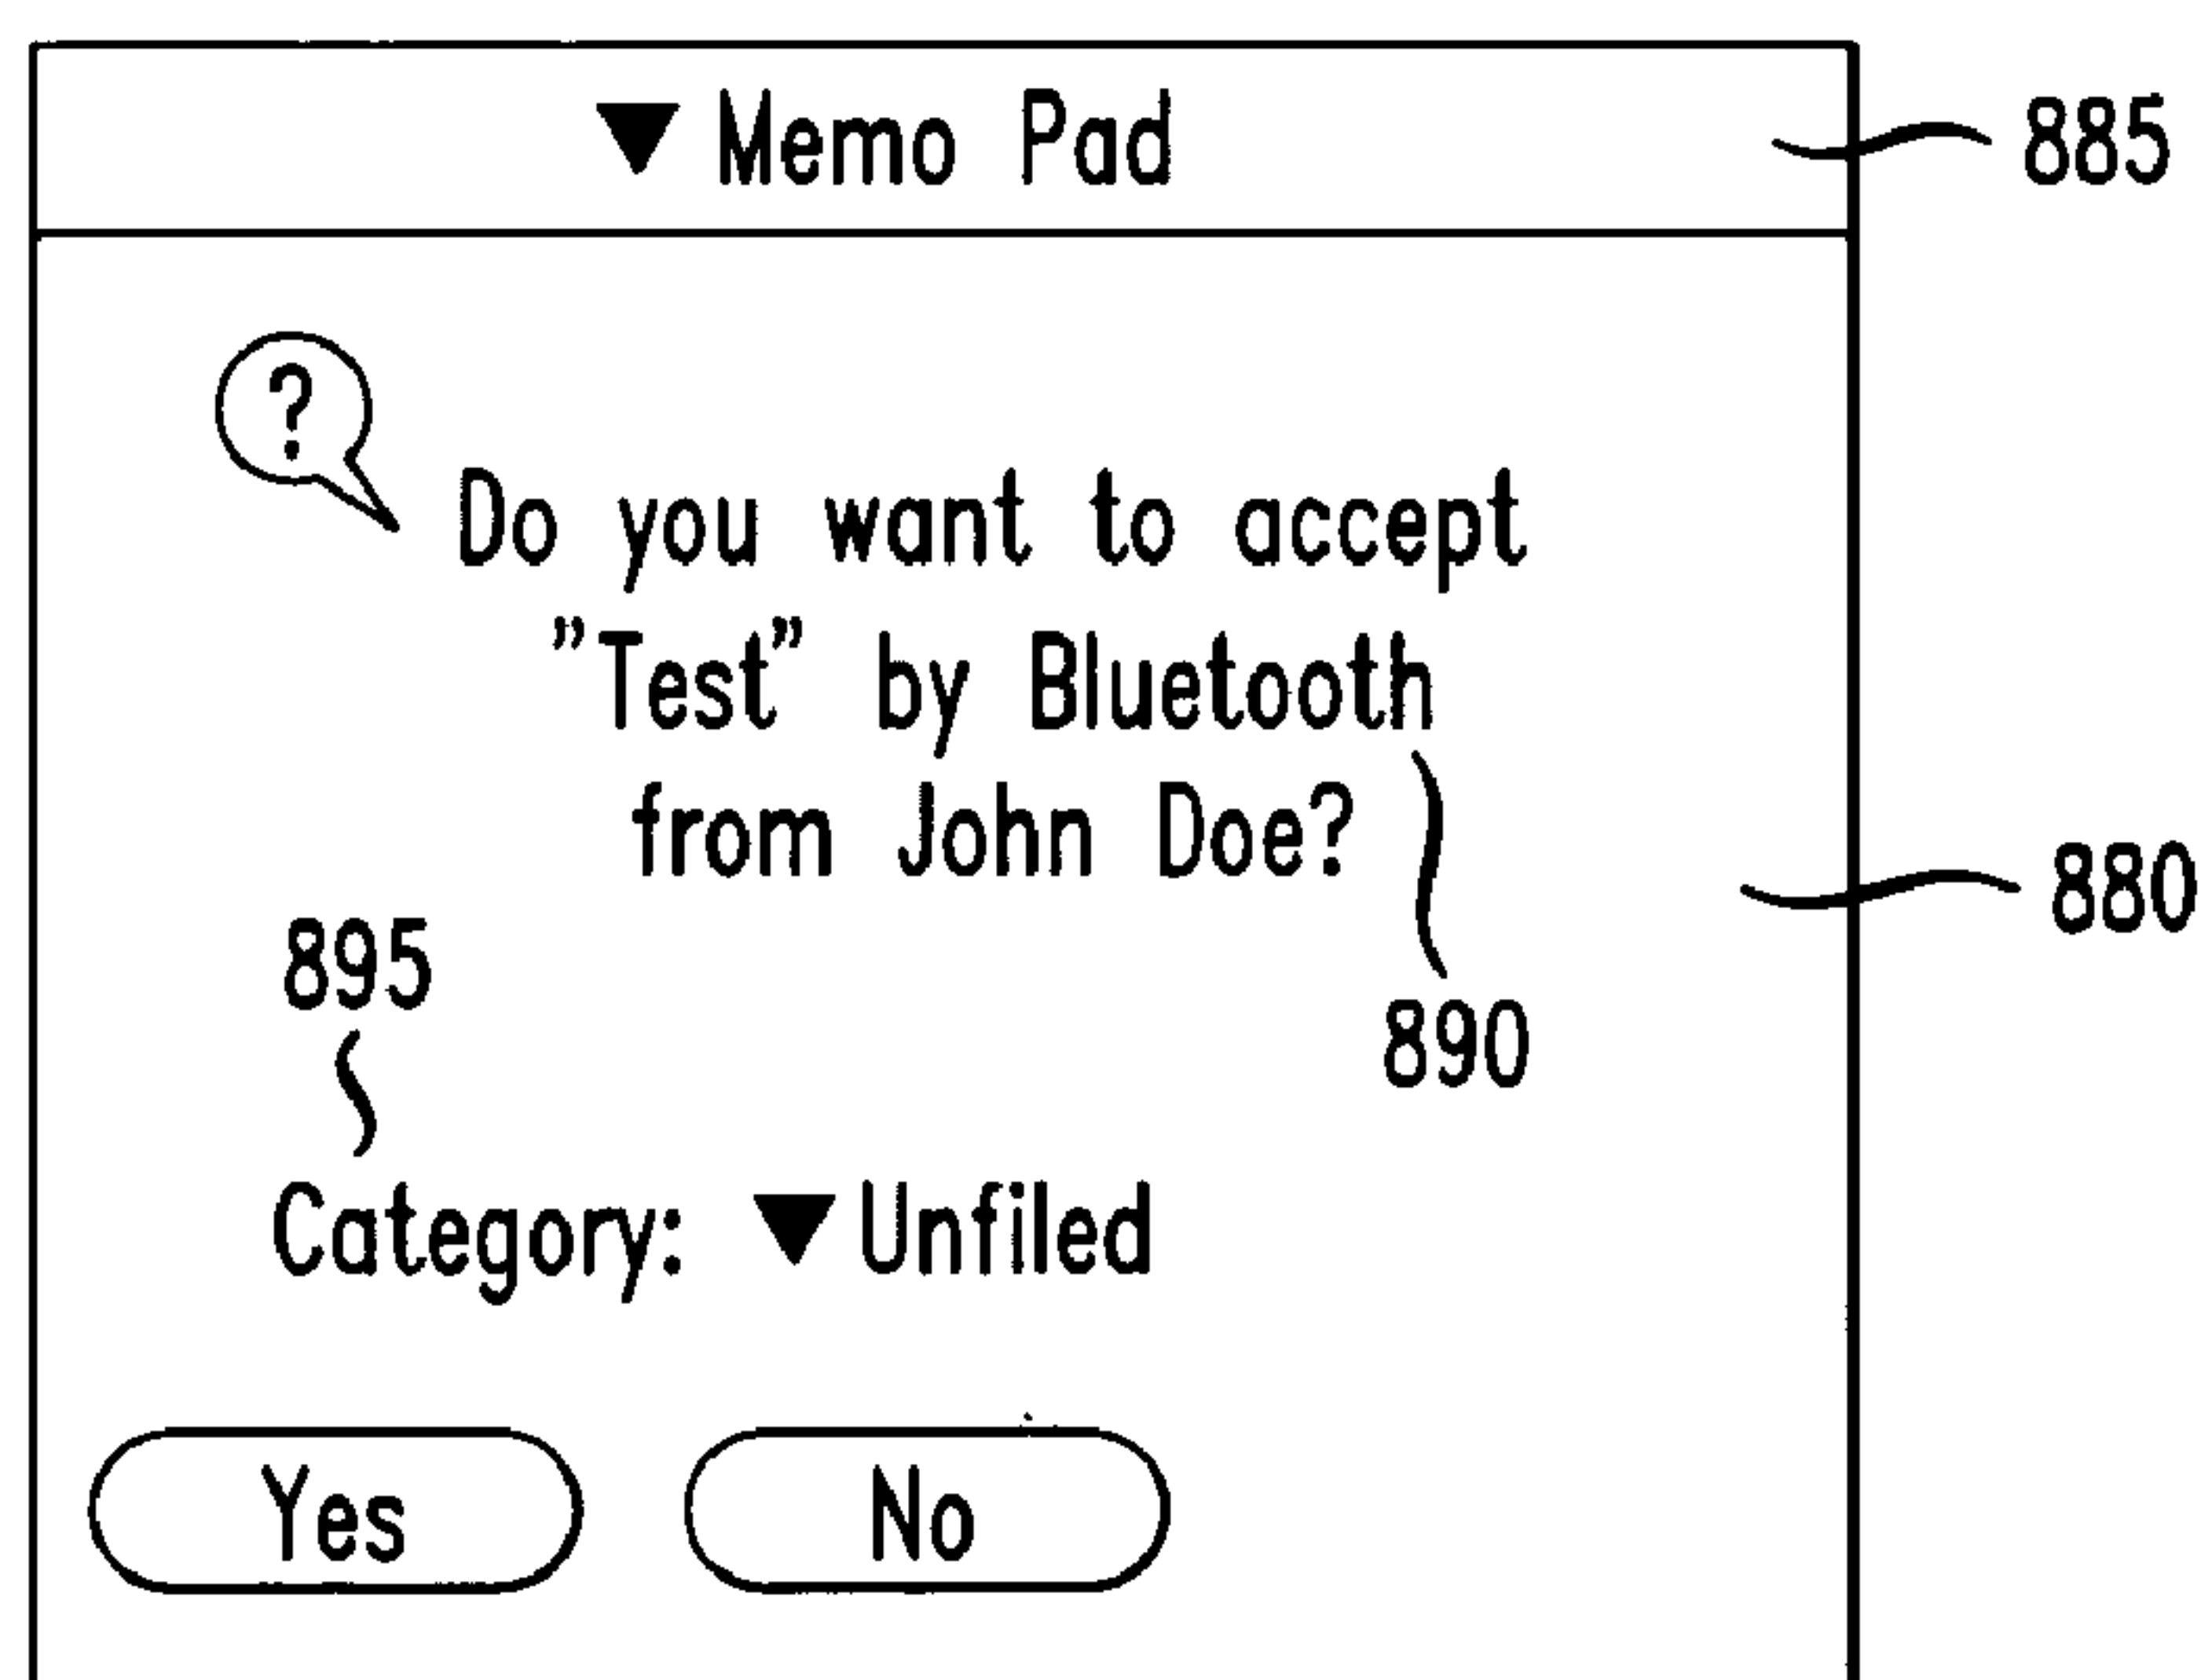 ▼ Memo Pad 885
?
Do you want to accept
"Test" by Bluetooth
from John Doe?
880
895
890
Category: ▼ Unfiled
Yes No